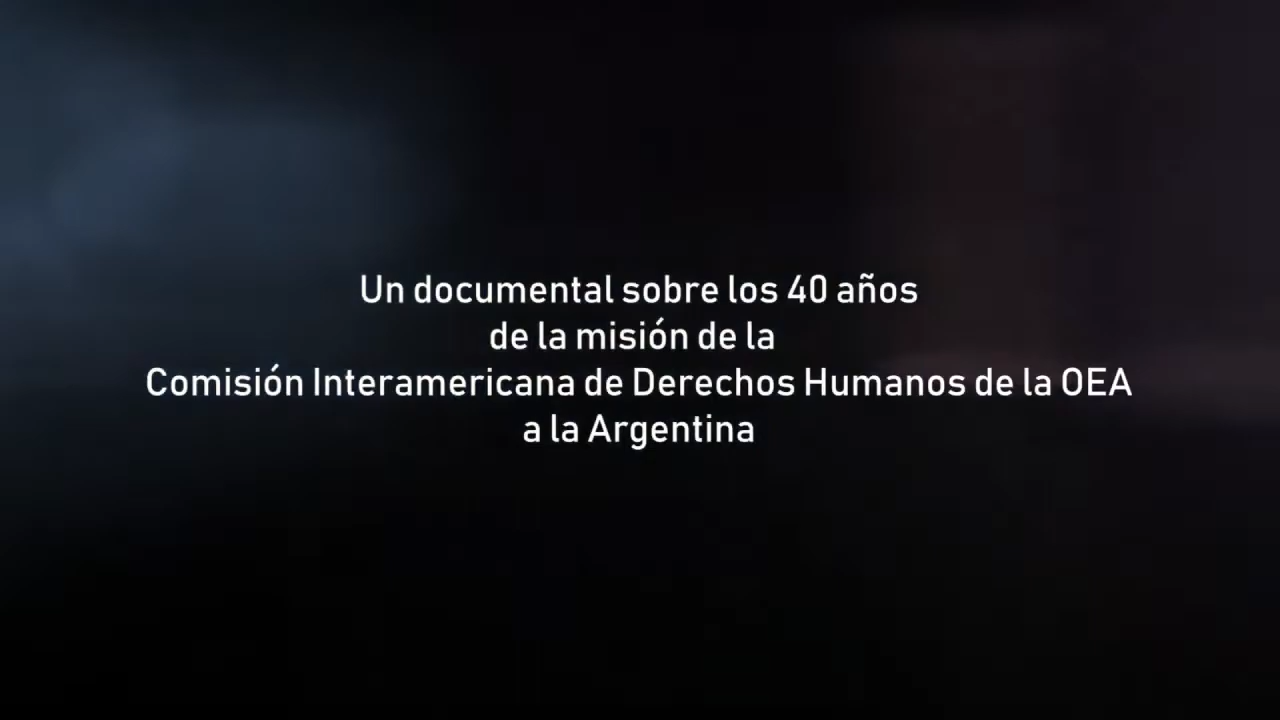 Un documental sobre los 40 años
de la misión de la
Comisión Interamericana de Derechos Humanos de la OEA
a la Argentina